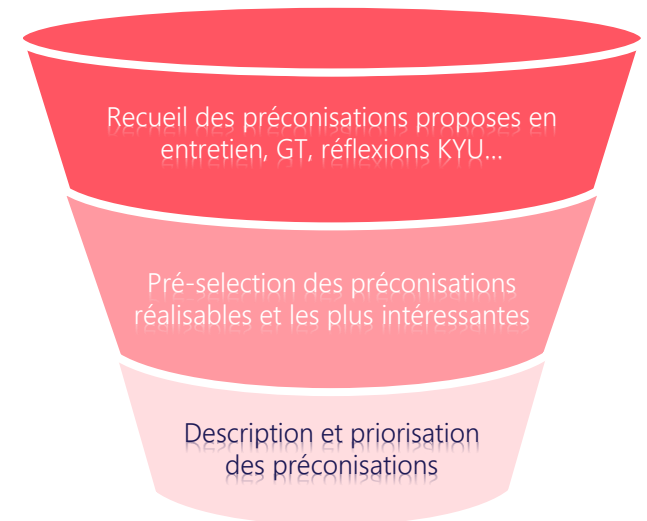 Recueil des préconisations proposes en
entretien, GT, réflexions KYU...
Pré-selection des préconisations
réalisables et les plus intéressantes
Description et priorisation
des préconisations